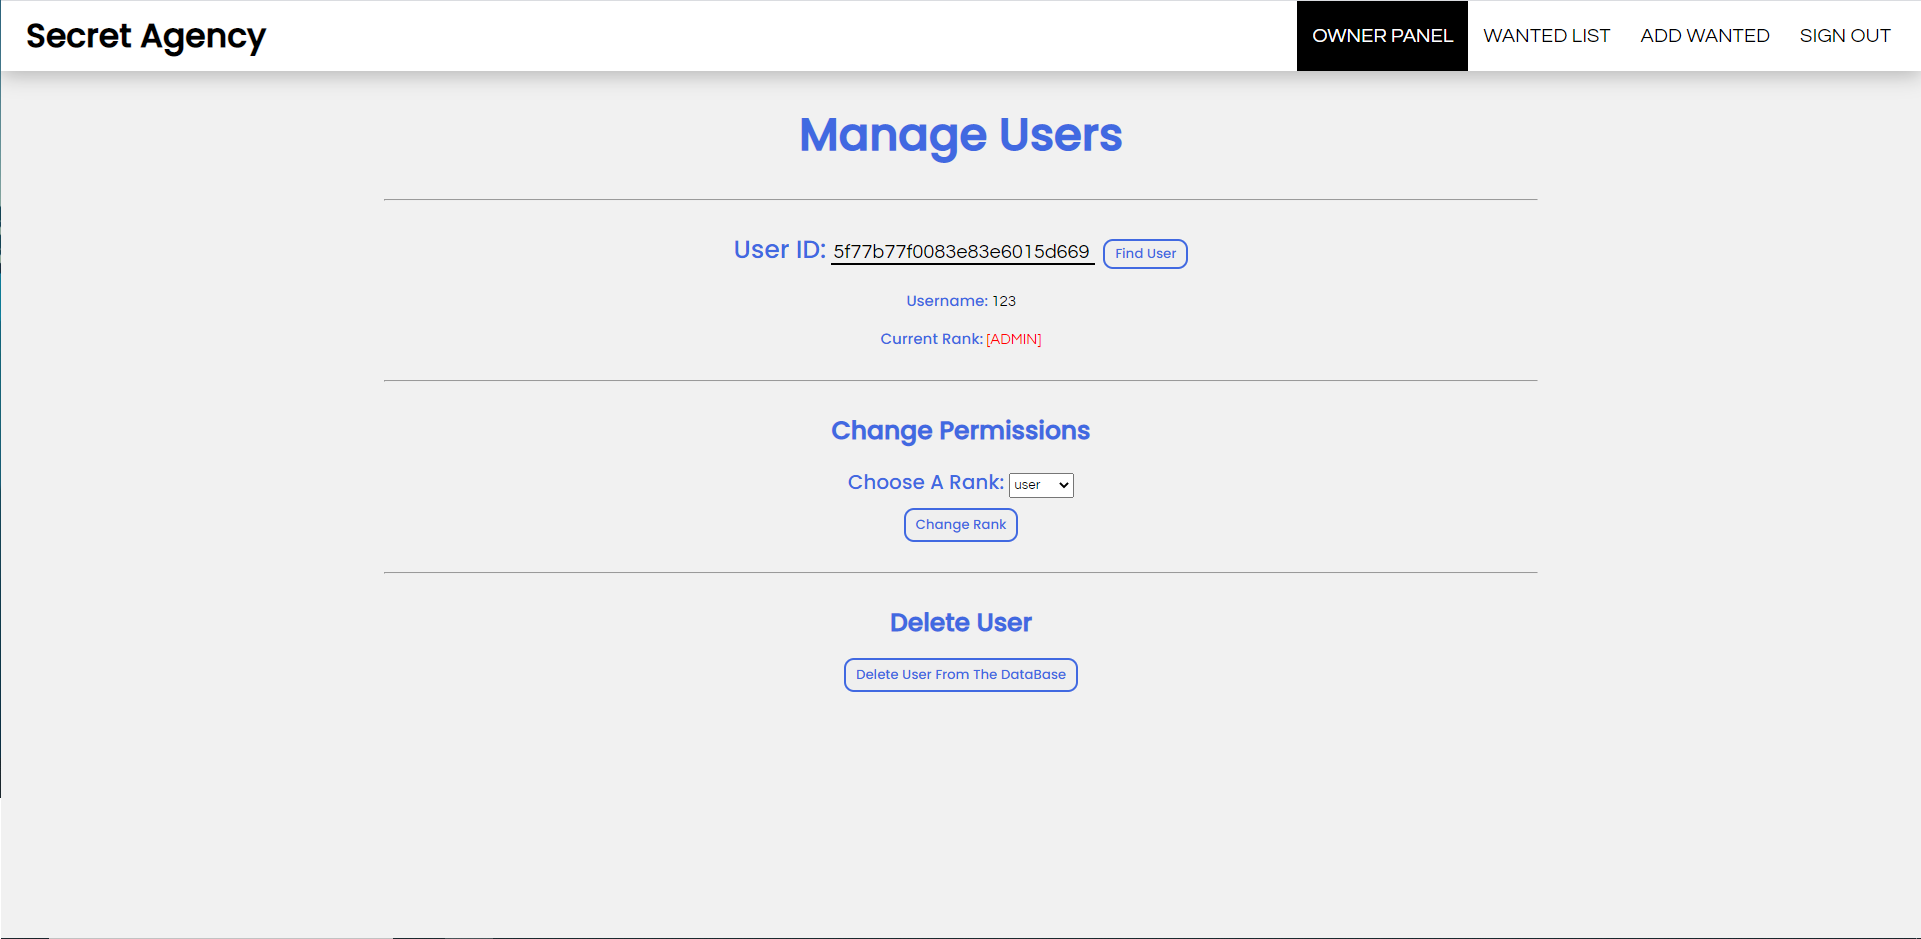 Secret Agency OWNER PANEL WANTED LIST ADD WANTED SIGN OUT
Manage Users
User ID: 5f77b77f0083e83e6015d669 Find User
Username: 123
Current Rank: [ADMIN]
Change Permissions
Choose A Rank: user
Change Rank
Delete User
Delete User From The DataBase